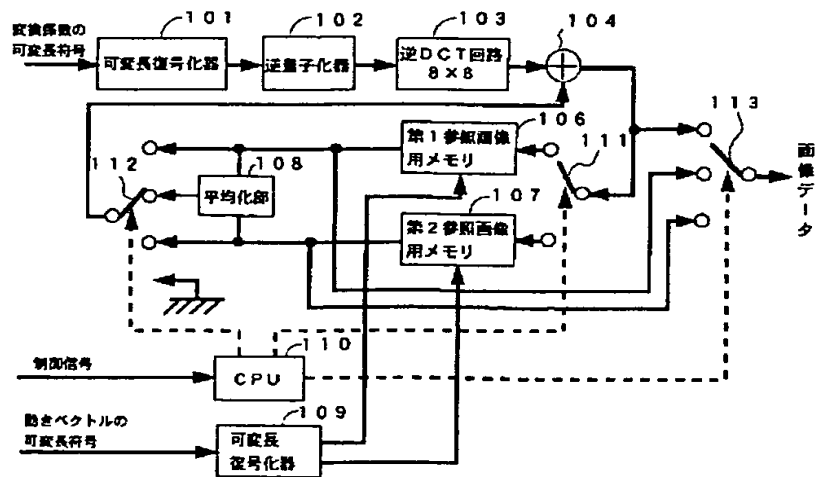 101
102
103
104
変換係数の
可変長符号
可変長復号化器
逆量子化器
逆DCT回路
8×8
106
第1参照画像
用メモリ
111
113
画像データ
112
108
平均化部
107
第2参照画像
用メモリ
110
制御信号
CPU
109
動きベクトルの
可変長符号
可変長
復号化器